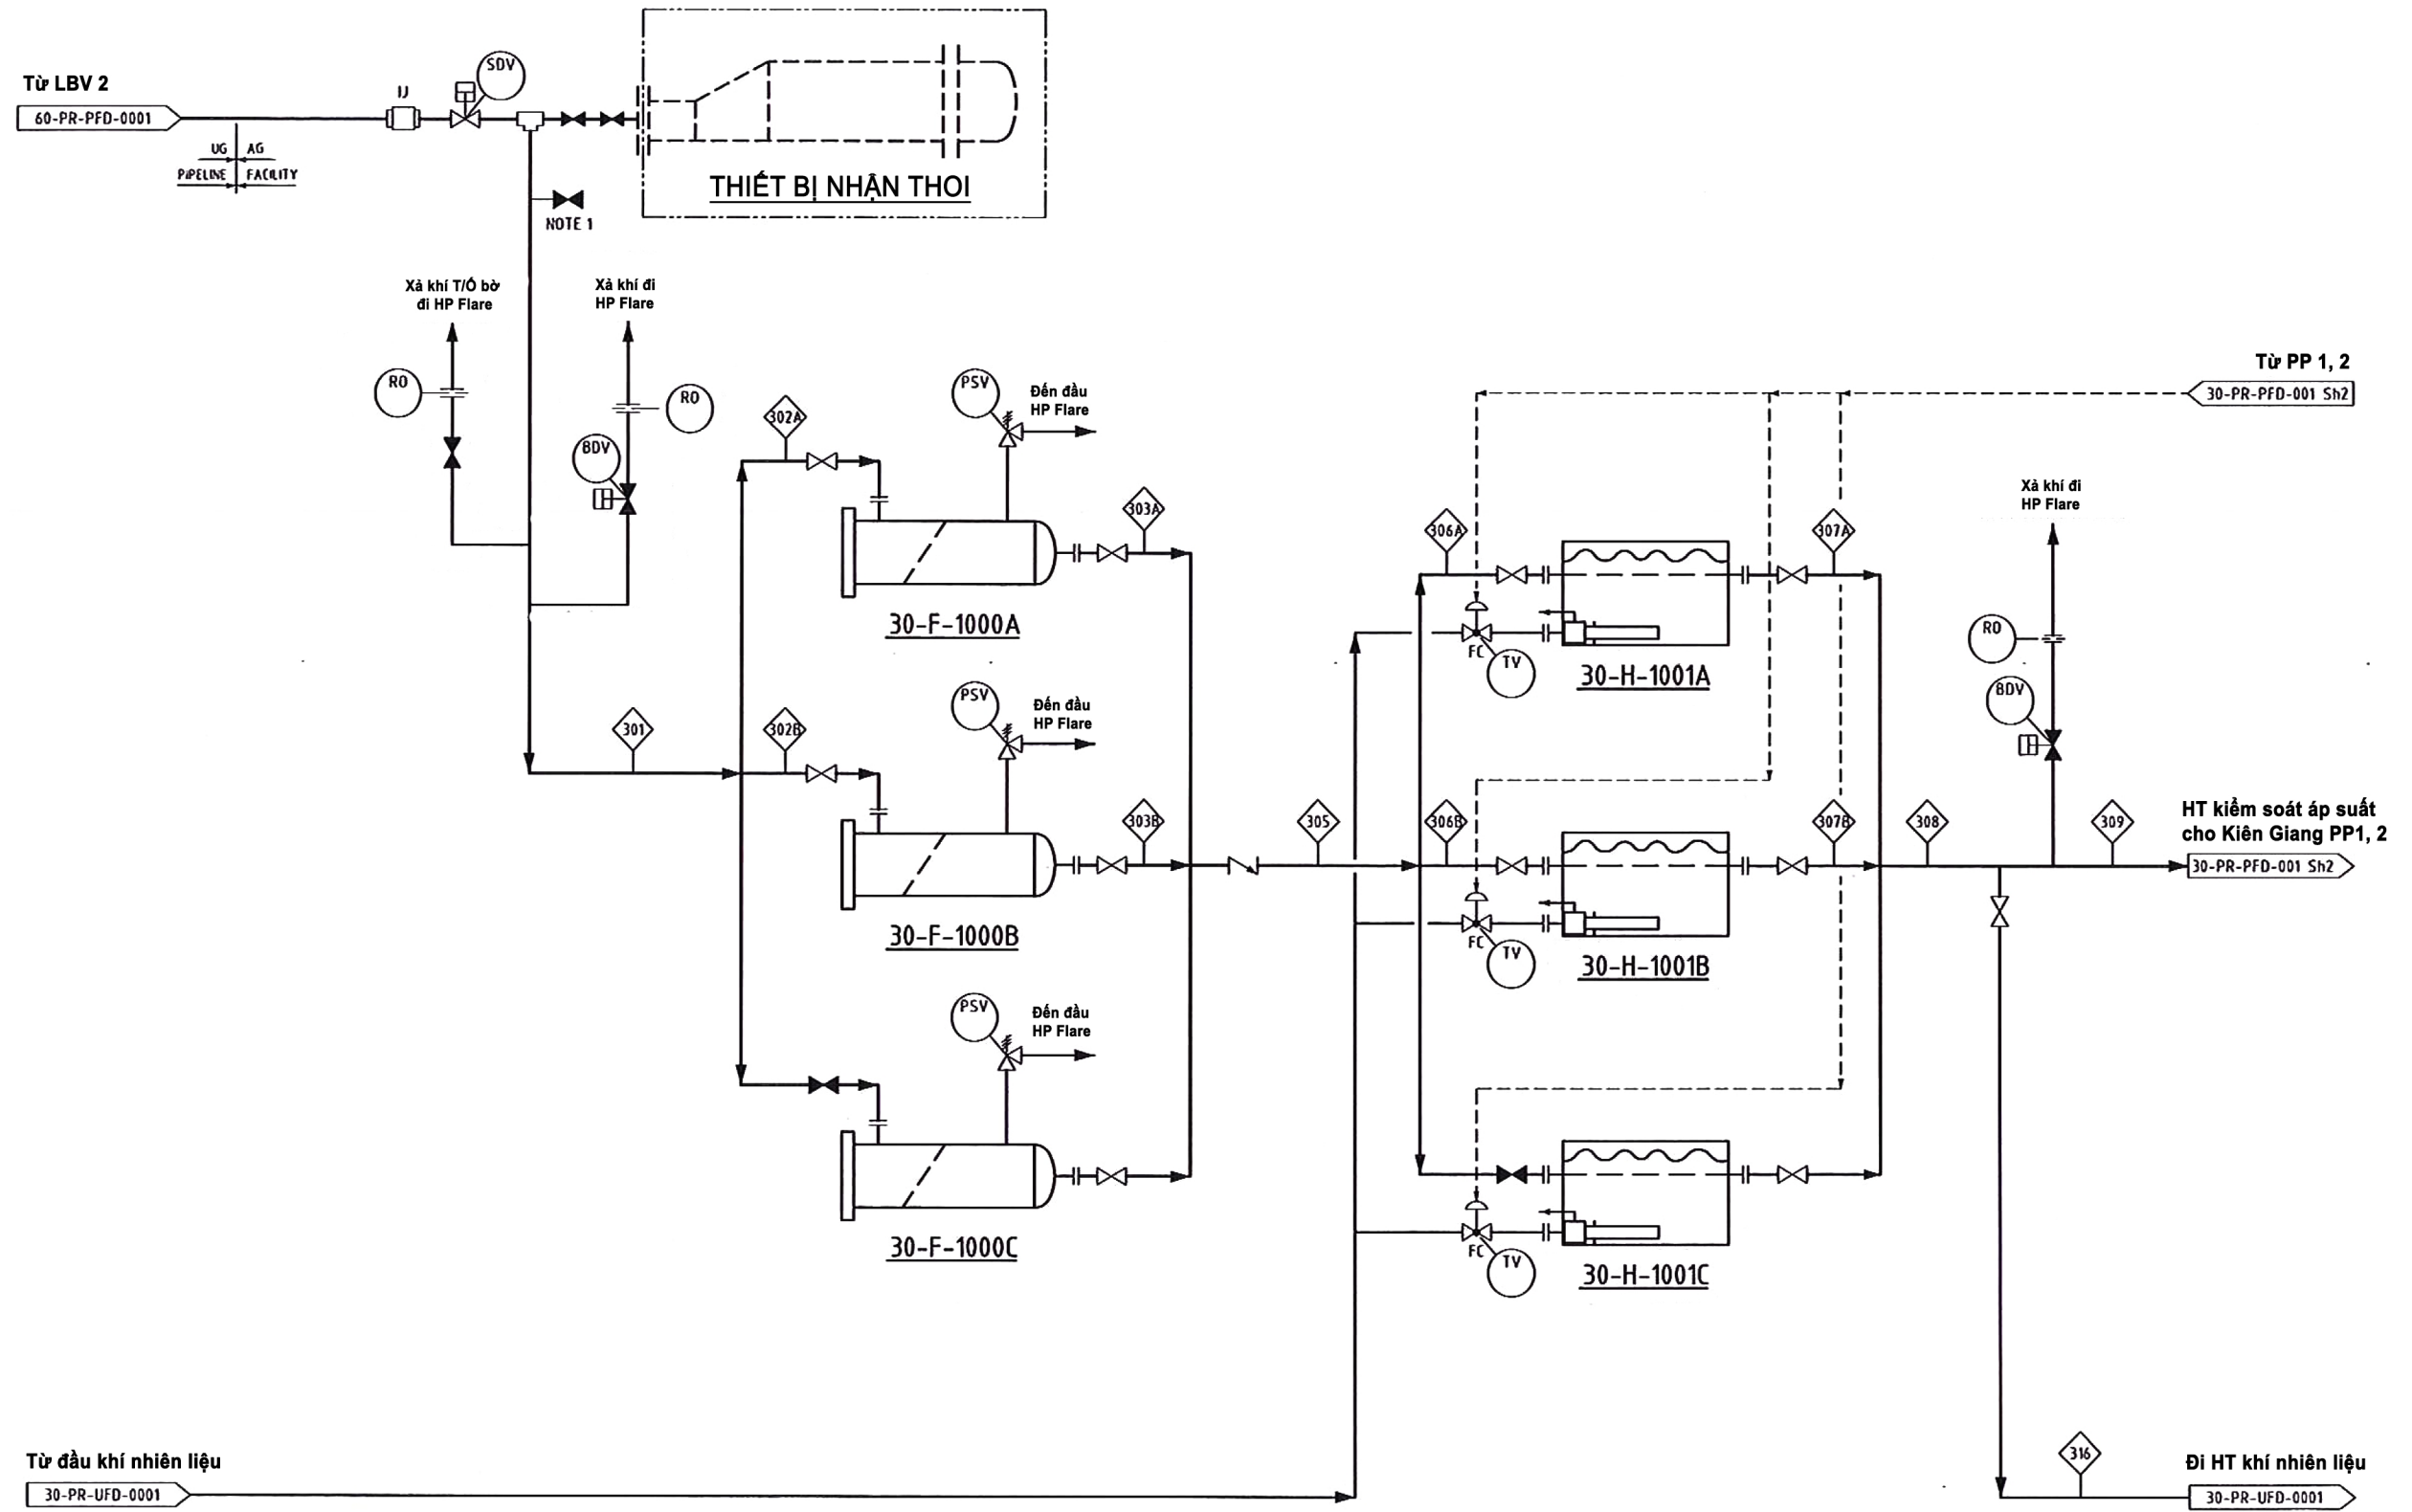 Từ LBV 2
60-PR-PFD-0001
UG AG
PIPELINE FACILITY
IJ
SDV
THIẾT BỊ NHẬN THOI
NOTE 1
Xả khí T/Ố bờ
đi HP Flare
Xả khí đi
HP Flare
RO
RO
BDV
302A
PSV
Đến đầu
HP Flare
303A
30-F-1000A
301
302B
PSV
Đến đầu
HP Flare
303B
30-F-1000B
PSV
Đến đầu
HP Flare
30-F-1000C
305
Từ PP 1, 2
30-PR-PFD-001 Sh2
306A
307A
FC
TV
30-H-1001A
306B
307B
FC
TV
30-H-1001B
FC
TV
30-H-1001C
Xả khí đi
HP Flare
RO
BDV
308
309
HT kiểm soát áp suất
cho Kiên Giang PP1, 2
30-PR-PFD-001 Sh2
Từ đầu khí nhiên liệu
30-PR-UFD-0001
316
Đi HT khí nhiên liệu
30-PR-UFD-0001